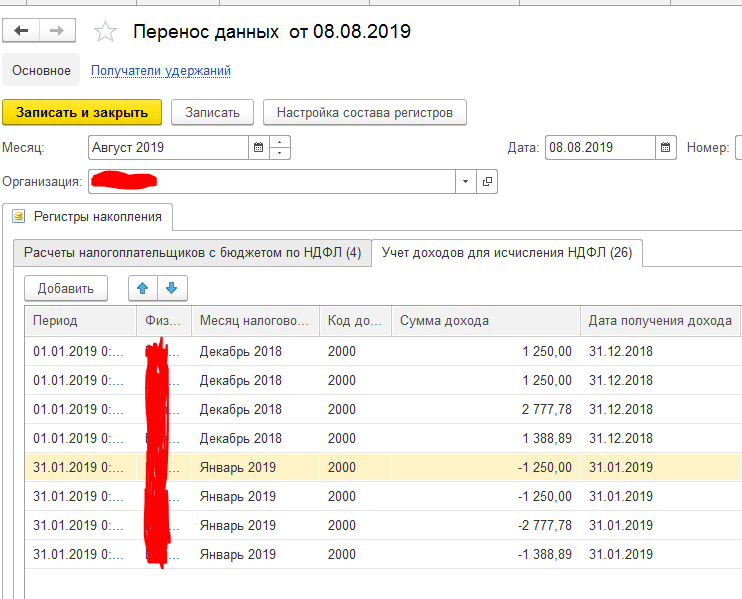 Перенос данных от 08.08.2019
Основное Получатели удержаний
Записать и закрыть Записать Настройка состава регистров
Месяц: Август 2019 Дата: 08.08.2019 Номер:
Организация:
Регистры накопления
Расчеты налогоплательщиков с бюджетом по НДФЛ (4) Учет доходов для исчисления НДФЛ (26)
Добавить
Период Физ... Месяц налогово... Код до... Сумма дохода Дата получения дохода
01.01.2019 0:... Декабрь 2018 2000 1 250,00 31.12.2018
01.01.2019 0:... Декабрь 2018 2000 1 250,00 31.12.2018
01.01.2019 0:... Декабрь 2018 2000 2 777,78 31.12.2018
01.01.2019 0:... Декабрь 2018 2000 1 388,89 31.12.2018
31.01.2019 0:... Январь 2019 2000 -1 250,00 31.01.2019
31.01.2019 0:... Январь 2019 2000 -1 250,00 31.01.2019
31.01.2019 0:... Январь 2019 2000 -2 777,78 31.01.2019
31.01.2019 0:... Январь 2019 2000 -1 388,89 31.01.2019